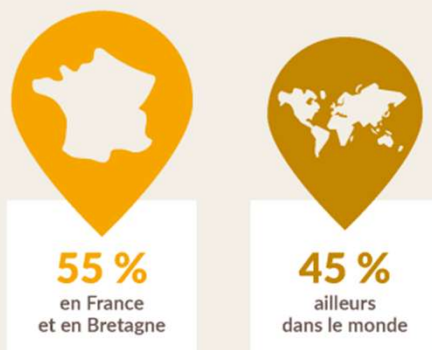 55 %
en France
et en Bretagne
45 %
ailleurs
dans le monde